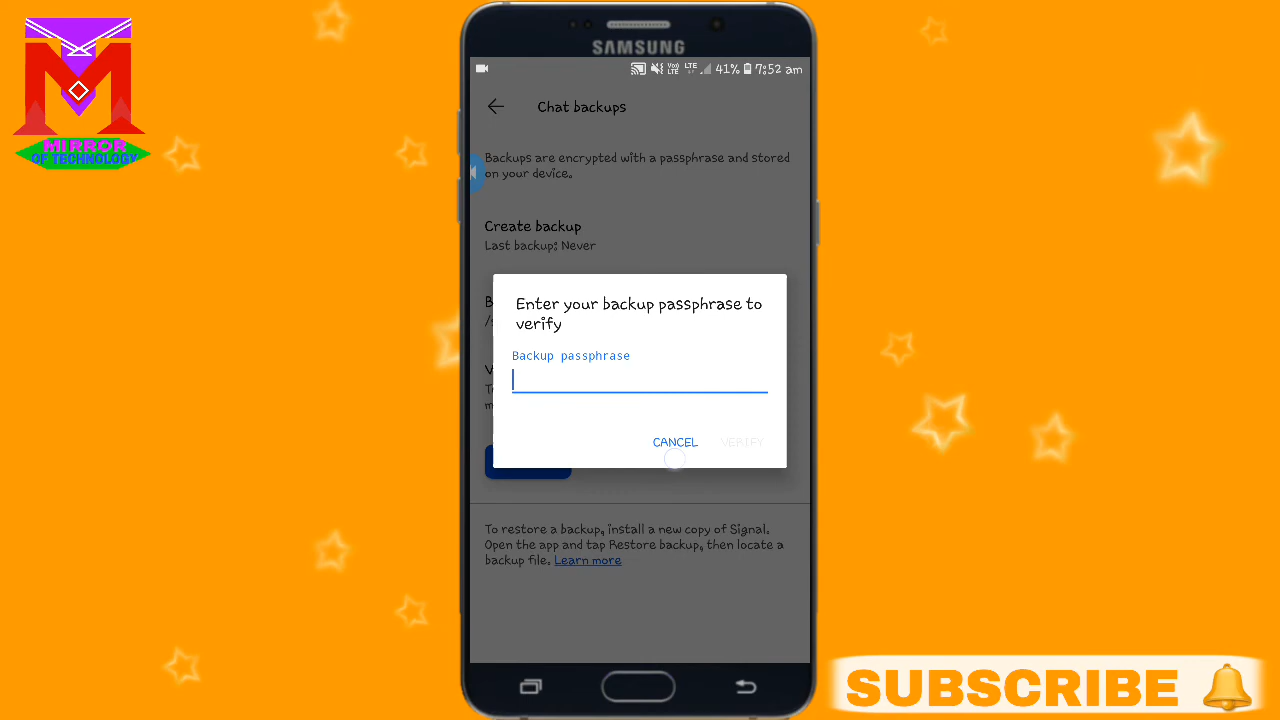 M
MIRROR
OF TECHNOLOGY
SAMSUNG
VoD LTE LTE 41% 7:52 am
Chat backups
Backups are encrypted with a passphrase and stored
on your device.
Create backup
Last backup: Never
Enter your backup passphrase to
verify
Backup passphrase
CANCEL VERIFY
To restore a backup, install a new copy of Signal.
Open the app and tap Restore backup, then locate a
backup file. Learn more
SUBSCRIBE